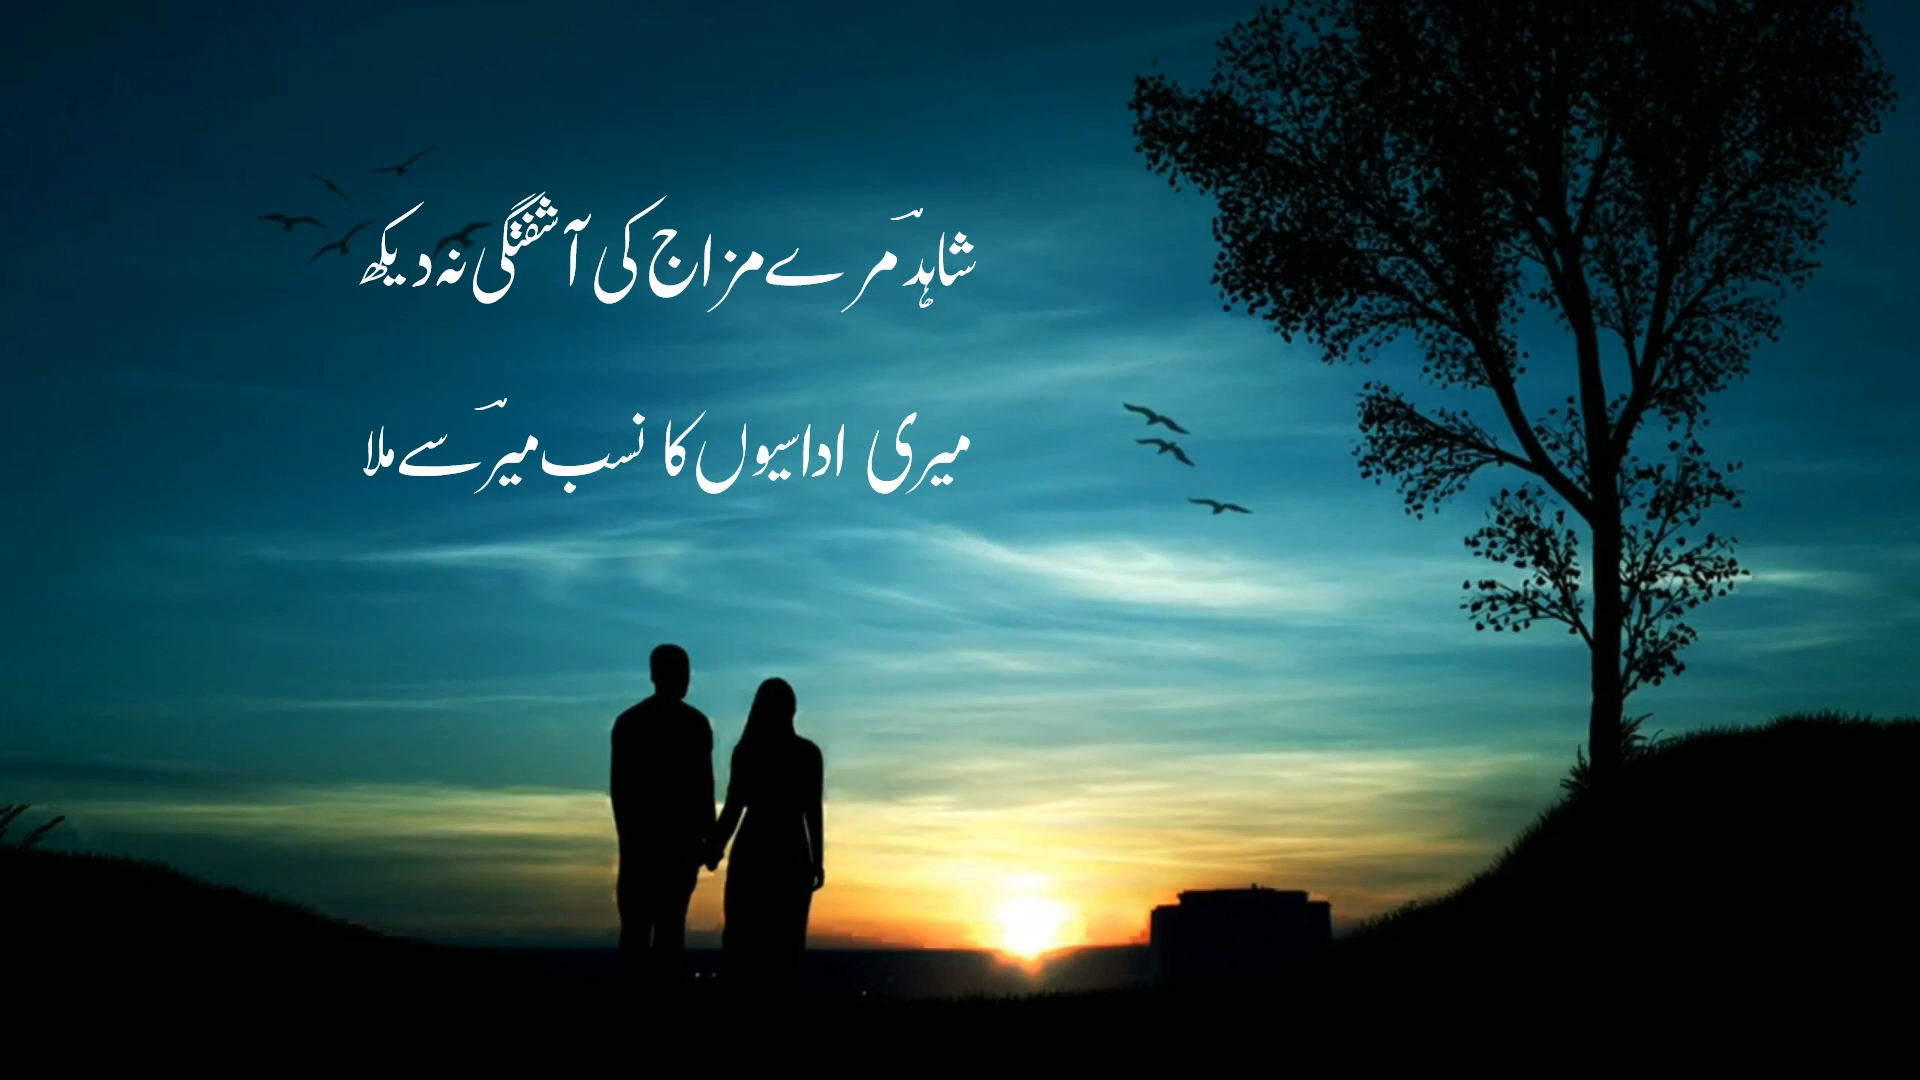 شاہدؔ مرے مزاج کی آشفتگی نہ دیکھ
میری اداسیوں کا نسب میرؔ سے ملا